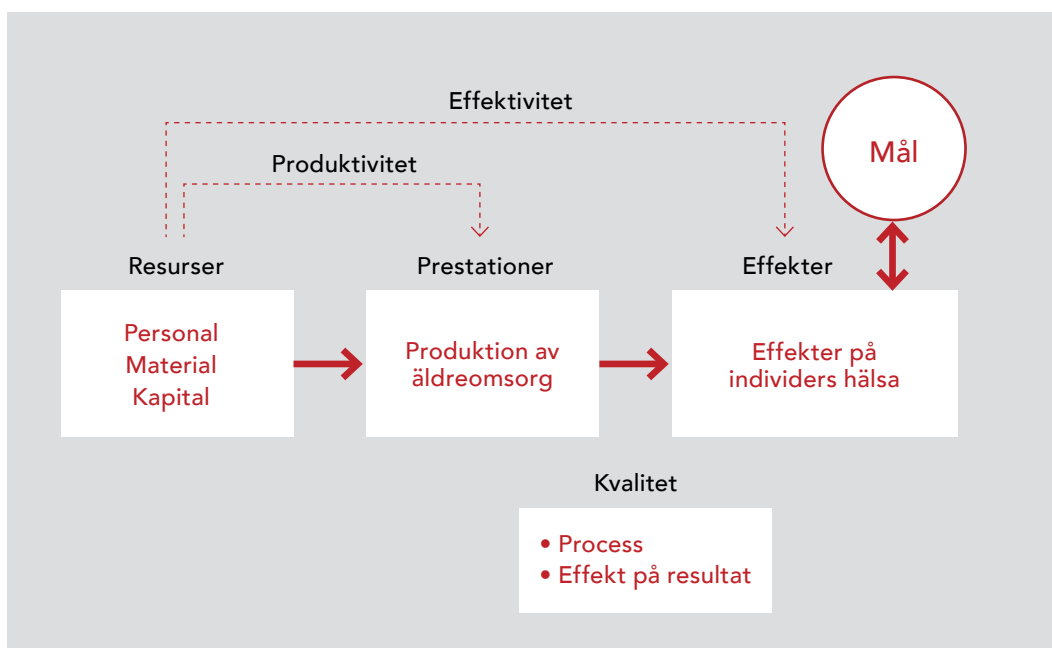 Effektivitet
Produktivitet
Mål
Resurser
Prestationer
Effekter
Personal
Material
Kapital
Produktion av
äldreomsorg
Effekter på
individers hälsa
Kvalitet
• Process
• Effekt på resultat